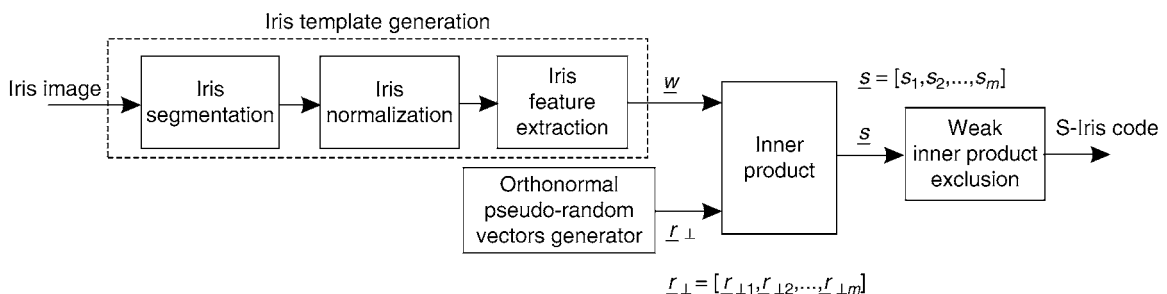 Iris template generation
Iris image
Iris
segmentation
Iris
normalization
Iris
feature
extraction
w
Orthonormal
pseudo-random
vectors generator
r ⊥
r⊥ = [r⊥1,r⊥2,...,r⊥m]
Inner
product
s = [s1,s2,...,sm]
s
Weak
inner product
exclusion
S-Iris code